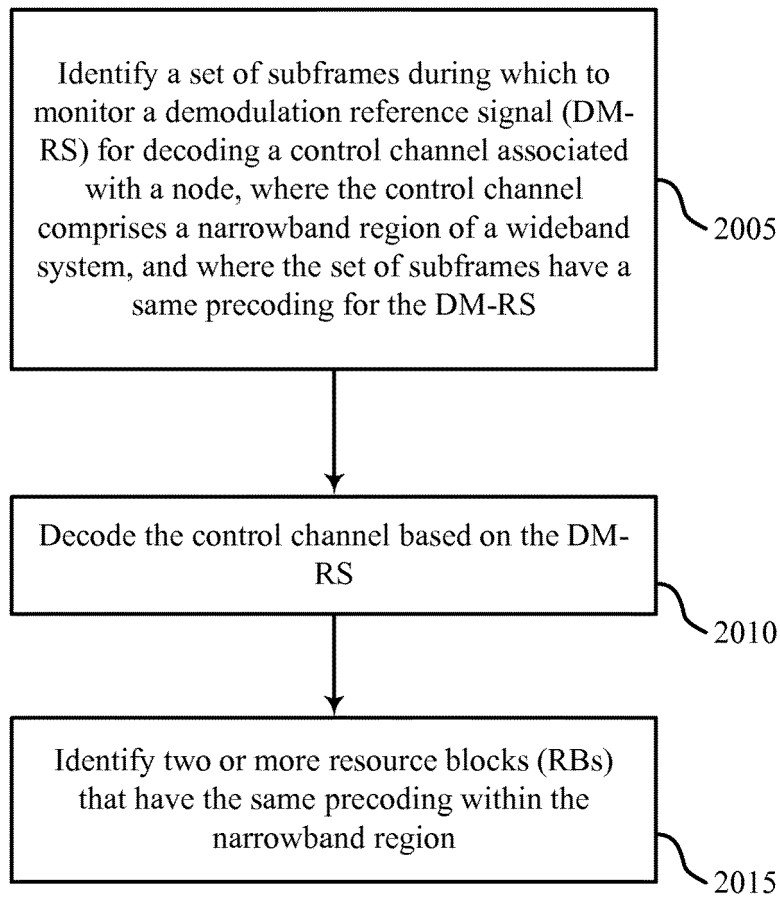 Identify a set of subframes during which to
monitor a demodulation reference signal (DM-
RS) for decoding a control channel associated
with a node, where the control channel
comprises a narrowband region of a wideband
system, and where the set of subframes have a
same precoding for the DM-RS
2005
Decode the control channel based on the DM-
RS
2010
Identify two or more resource blocks (RBs)
that have the same precoding within the
narrowband region
2015